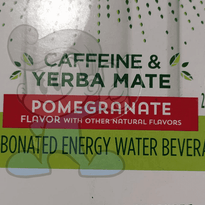 CAFFEINE &
YERBA MATE
POMEGRANATE
FLAVOR WITH OTHER NATURAL FLAVORS
BONATED ENERGY WATER BEVERA